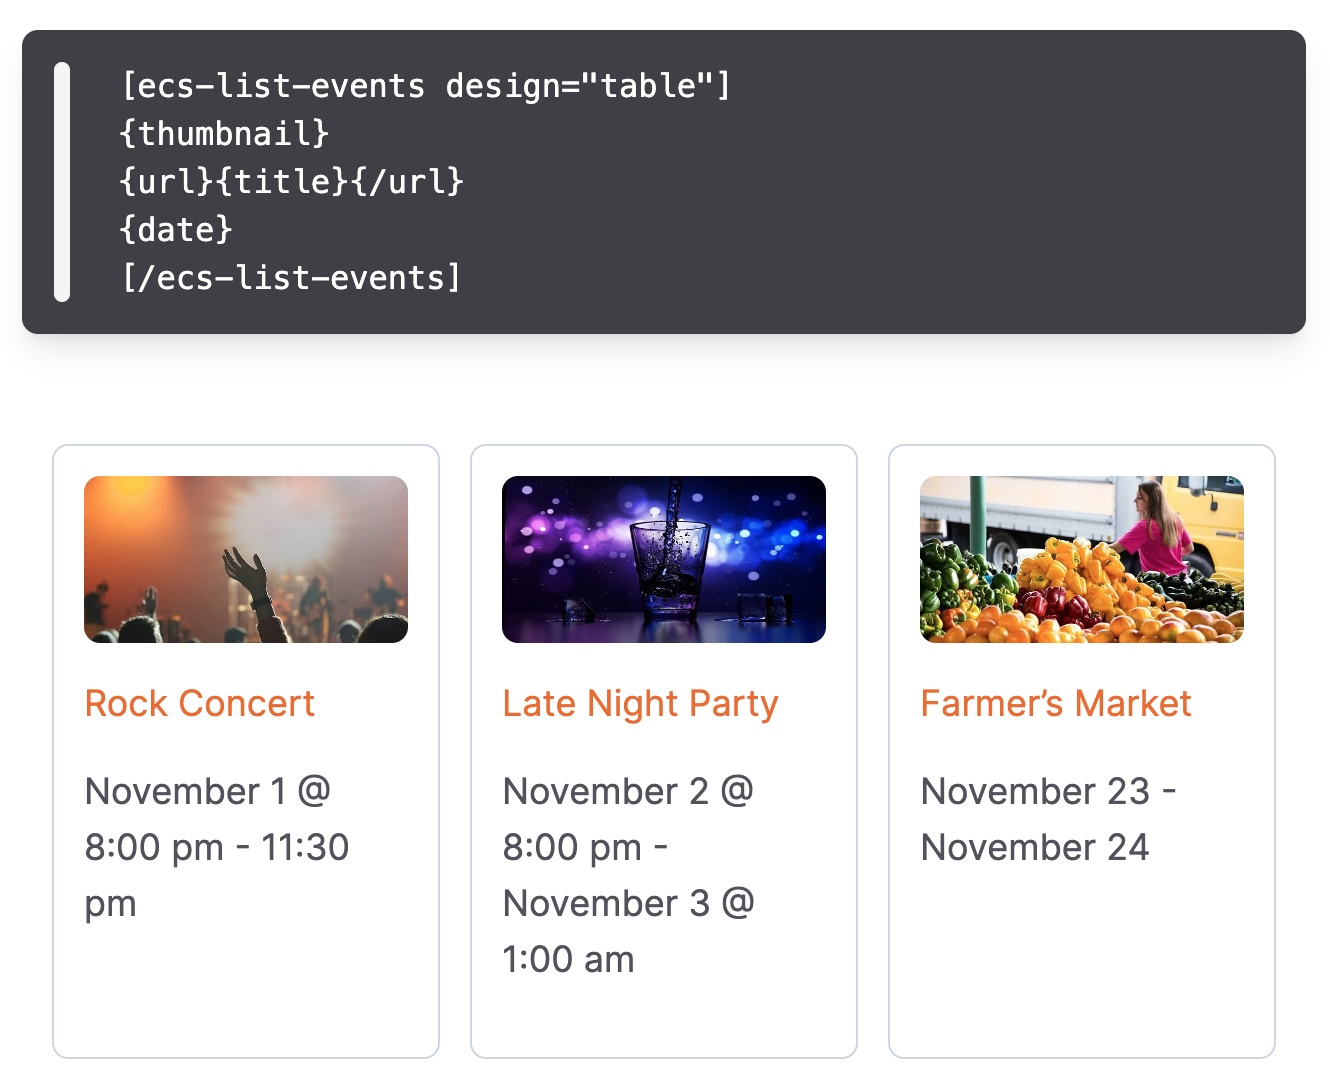 [ecs-list-events design="table"]
{thumbnail}
{url}{title}{/url}
{date}
[/ecs-list-events]
Rock Concert
November 1 @
8:00 pm - 11:30
pm
Late Night Party
November 2 @
8:00 pm -
November 3 @
1:00 am
Farmer’s Market
November 23 -
November 24